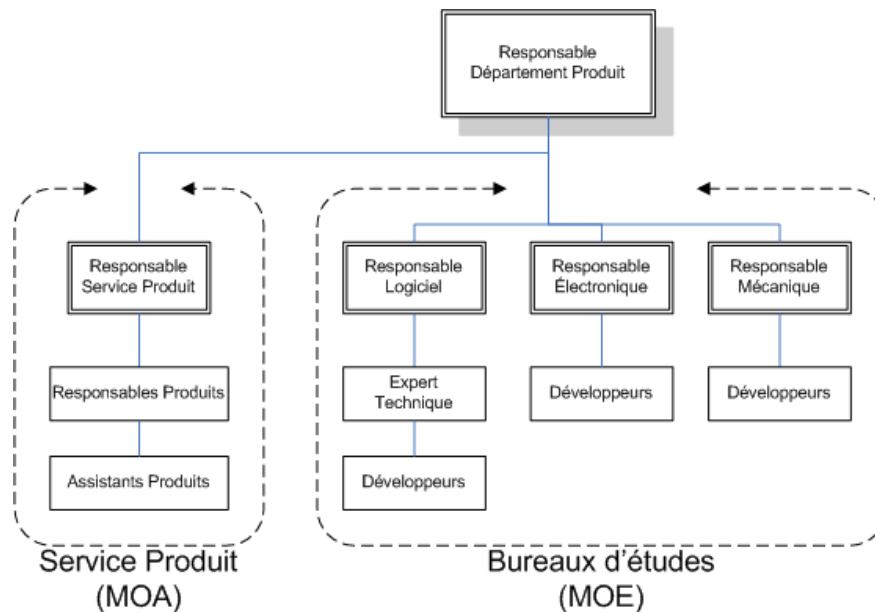 Responsable
Département Produit
Responsable
Service Produit
Responsable
Logiciel
Responsable
Électronique
Responsable
Mécanique
Responsables Produits
Expert
Technique
Développeurs
Développeurs
Assistants Produits
Développeurs
Service Produit
(MOA)
Bureaux d'études
(MOE)